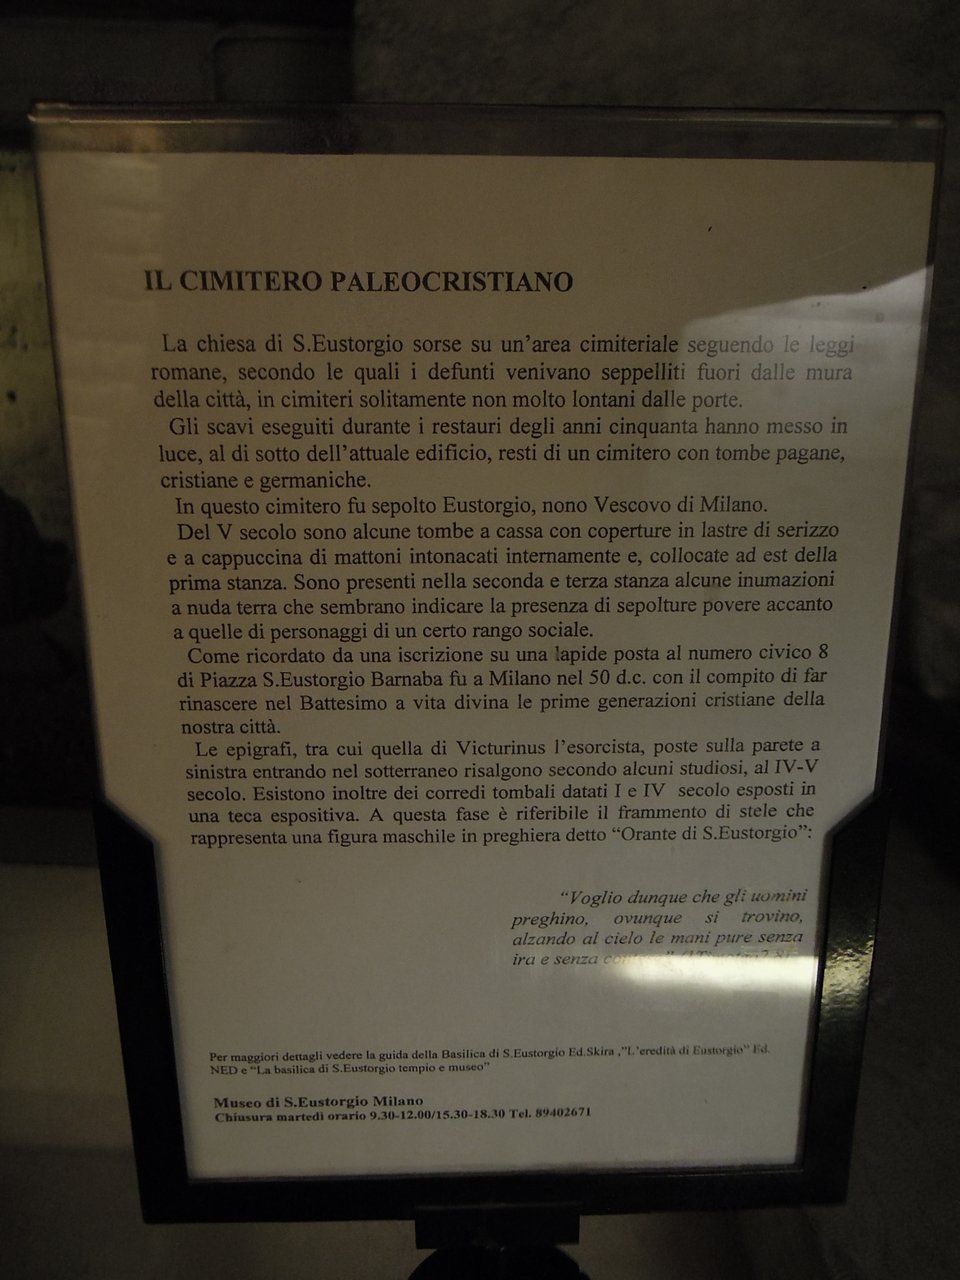 IL CIMITERO PALEOCRISTIANO
La chiesa di S.Eustorgio sorse su un'area cimiteriale seguendo le leggi
romane, secondo le quali i defunti venivano seppelliti fuori dalle mura
della città, in cimiteri solitamente non molto lontani dalle porte.
Gli scavi eseguiti durante i restauri degli anni cinquanta hanno messo in
luce, al di sotto dell'attuale edificio, resti di un cimitero con tombe pagane,
cristiane e germaniche.
In questo cimitero fu sepolto Eustorgio, nono Vescovo di Milano.
Del V secolo sono alcune tombe a cassa con coperture in lastre di serizzo
e a cappuccina di mattoni intonacati internamente e, collocate ad est della
prima stanza. Sono presenti nella seconda e terza stanza alcune inumazioni
a nuda terra che sembrano indicare la presenza di sepolture povere accanto
a quelle di personaggi di un certo rango sociale.
Come ricordato da una iscrizione su una lapide posta al numero civico 8
di Piazza S.Eustorgio Barnaba fu a Milano nel 50 d.c. con il compito di far
rinascere nel Battesimo a vita divina le prime generazioni cristiane della
nostra città.
Le epigrafi, tra cui quella di Victurinus l'esorcista, poste sulla parete a
sinistra entrando nel sotterraneo risalgono secondo alcuni studiosi, al IV-V
secolo. Esistono inoltre dei corredi tombali datati I e IV secolo esposti in
una teca espositiva. A questa fase è riferibile il frammento di stele che
rappresenta una figura maschile in preghiera detto "Orante di S.Eustorgio":
"Voglio dunque che gli uomini
preghino, ovunque si trovino,
alzando al cielo le mani pure senza
ira e senza
Per maggiori dettagli vedere la guida della Basilica di S.Eustorgio Ed.Skira ,"L'eredità di Eustorgio" Ed.
NED e "La basilica di S.Eustorgio tempio e museo"
Museo di S.Eustorgio Milano
Chiusura martedì orario 9.30-12.00/15.30-18.30 Tel. 89402671